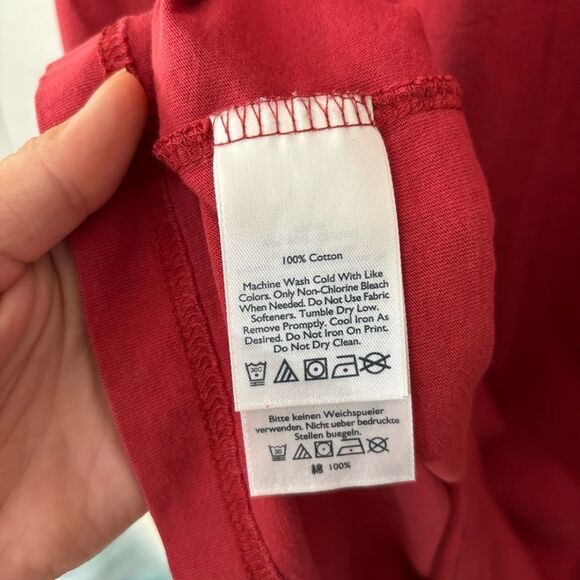 100% Cotton
Machine Wash Cold With Like
Colors. Only Non-Chlorine Bleach
When Needed. Do Not Use Fabric
Softeners. Tumble Dry Low.
Remove Promptly. Cool Iron As
Desired. Do Not Iron On Print.
Do Not Dry Clean.
30C
Bitte keinen Weichspueler
verwenden. Nicht ueber bedruckte
Stellen buegeln.
30
綿 100%